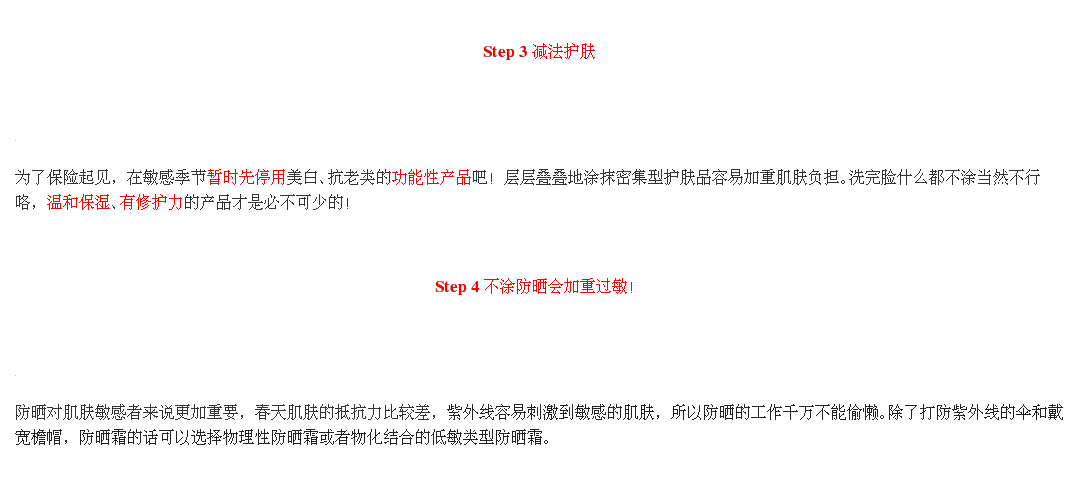 Step 3 减法护肤
为了保险起见，在敏感季节暂时先停用美白、抗老类的功能性产品吧！层层叠叠地涂抹密集型护肤品容易加重肌肤负担。洗完脸什么都不涂当然不行
咯，温和保湿、有修护力的产品才是必不可少的！
Step 4 不涂防晒会加重过敏！
防晒对肌肤敏感者来说更加重要，春天肌肤的抵抗力比较差，紫外线容易刺激到敏感的肌肤，所以防晒的工作千万不能偷懒。除了打防紫外线的伞和戴
宽檐帽，防晒霜的话可以选择物理性防晒霜或者物化结合的低敏类型防晒霜。